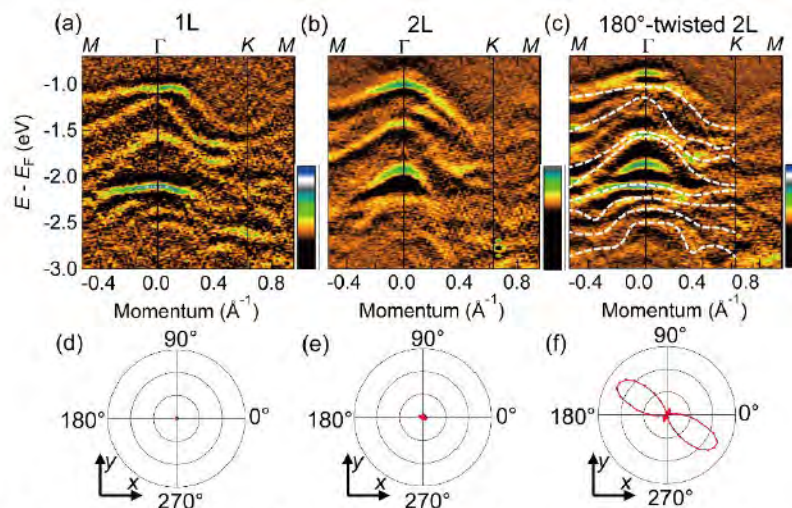 (a) 1L
M Γ K M
(b) 2L
M Γ K M
(c) 180°-twisted 2L
M Γ K M
E - E_F (eV)
-1.0
-1.5
-2.0
-2.5
-3.0
-0.4 0.0 0.4 0.8
-0.4 0.0 0.4 0.8
-0.4 0.0 0.4 0.8
Momentum (Å⁻¹)
Momentum (Å⁻¹)
Momentum (Å⁻¹)
(d)
90°
180°
0°
270°
y
x
(e)
90°
180°
0°
270°
y
x
(f)
90°
180°
0°
270°
y
x